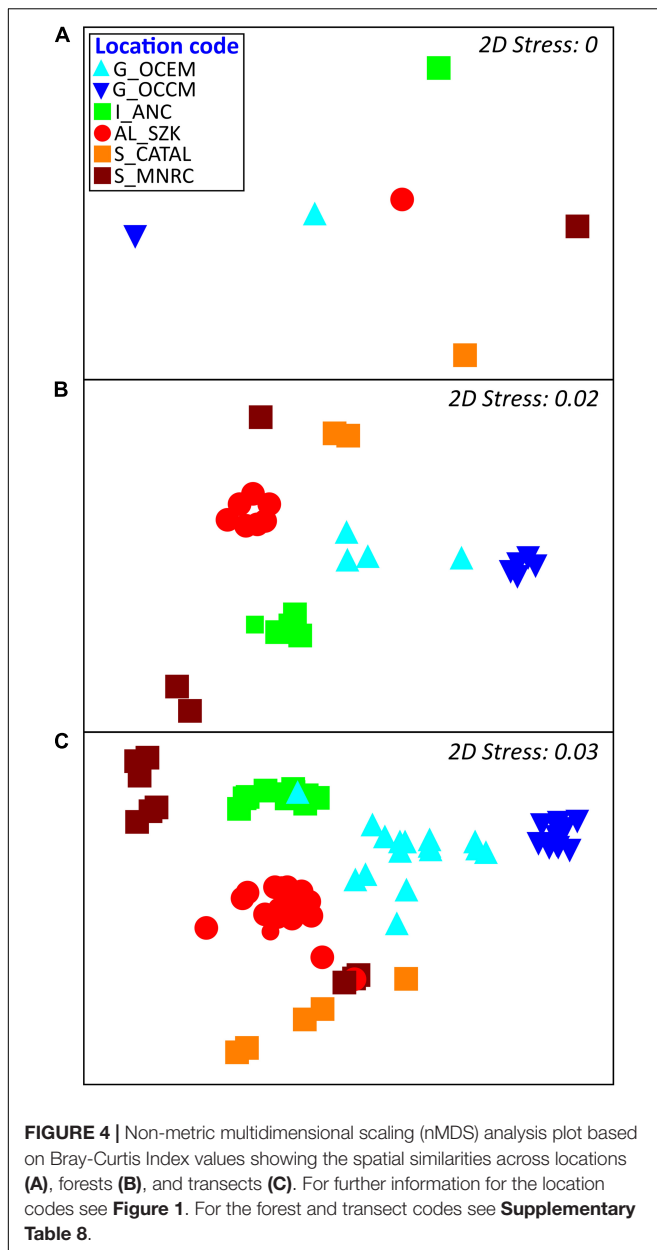 A
Location code
G_OCEM
G_OCCM
I_ANC
AL_SZK
S_CATAL
S_MNRC
2D Stress: 0
B
2D Stress: 0.02
C
2D Stress: 0.03
FIGURE 4 | Non-metric multidimensional scaling (nMDS) analysis plot based
on Bray-Curtis Index values showing the spatial similarities across locations
(A), forests (B), and transects (C). For further information for the location
codes see Figure 1. For the forest and transect codes see Supplementary
Table 8.